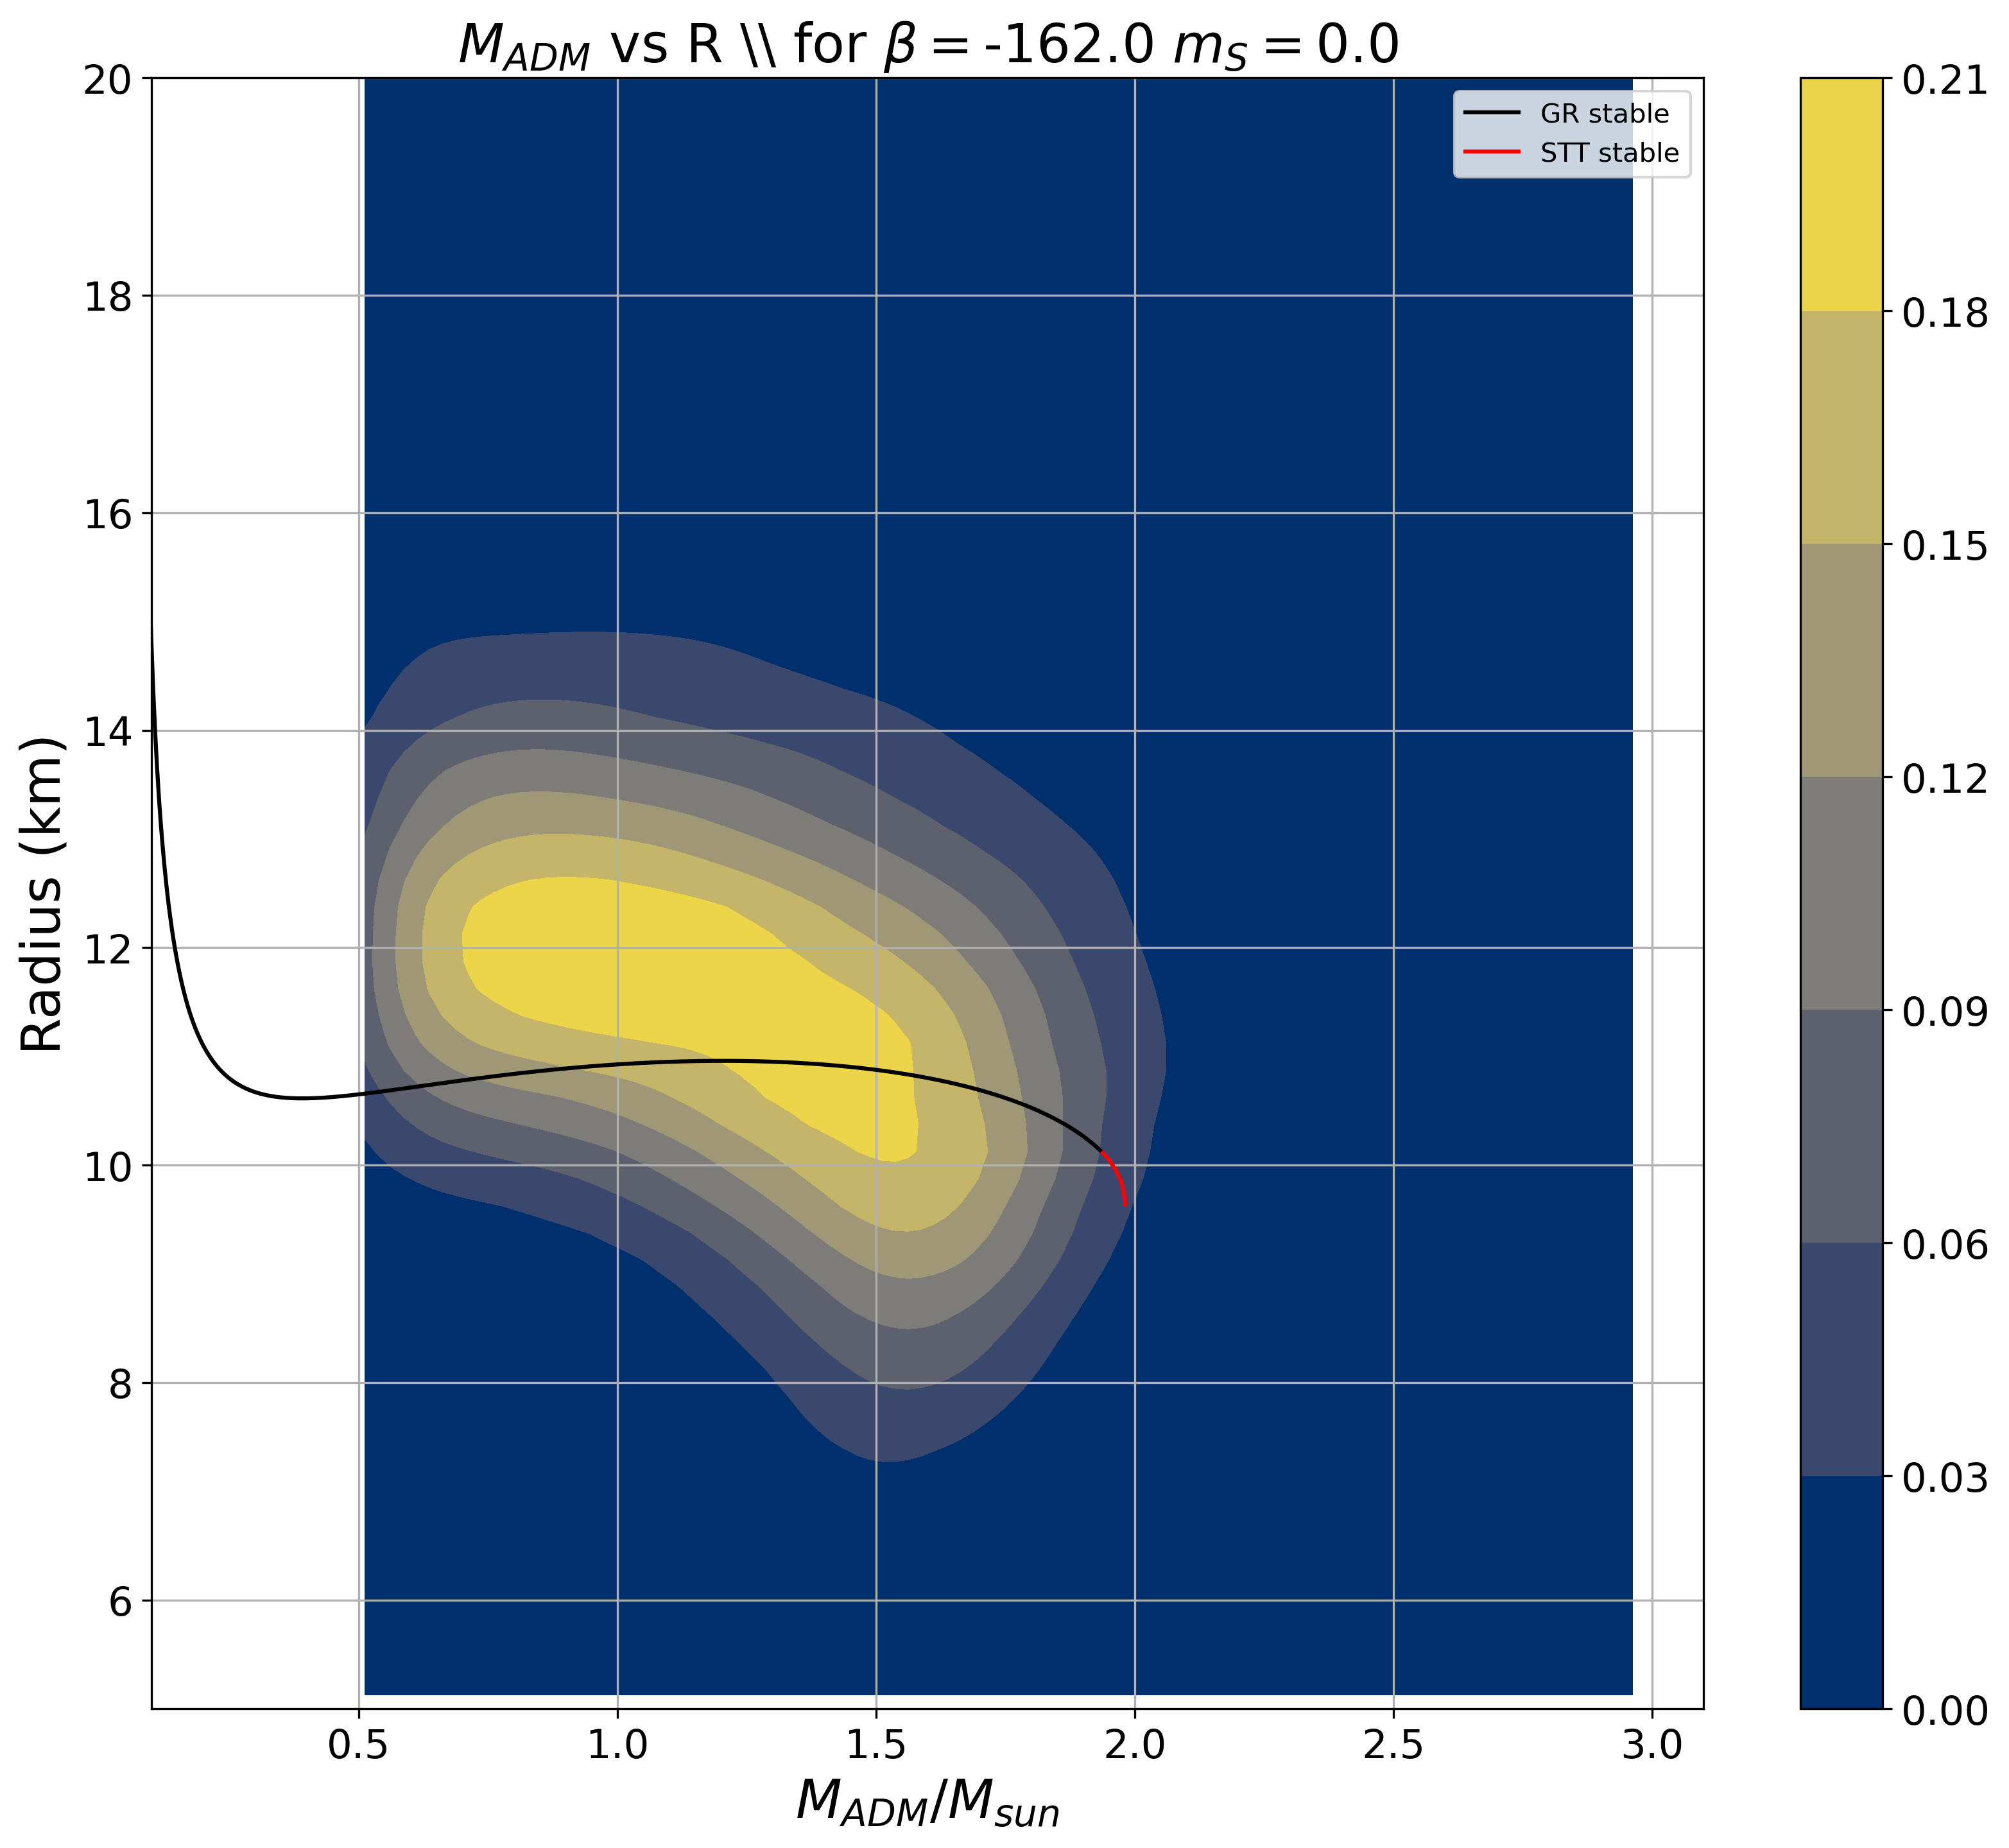 M_ADM vs R \\ for β = -162.0 m_S = 0.0
GR stable
STT stable
20
18
16
14
12
10
8
6
Radius (km)
0.5 1.0 1.5 2.0 2.5 3.0
M_ADM/M_sun
0.21
0.18
0.15
0.12
0.09
0.06
0.03
0.00